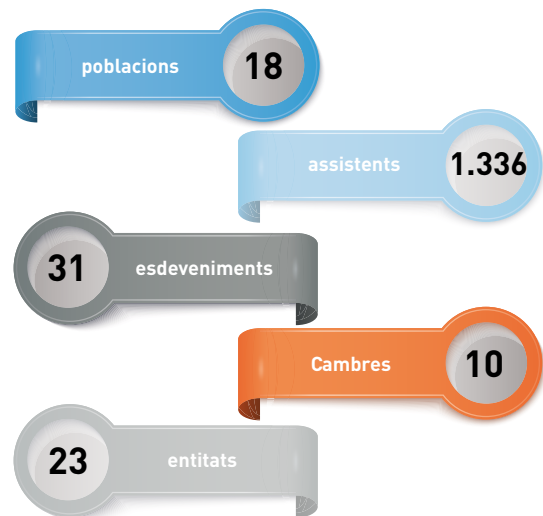 poblacions 18
assistents 1.336
31 esdeveniments
Cambres 10
23 entitats